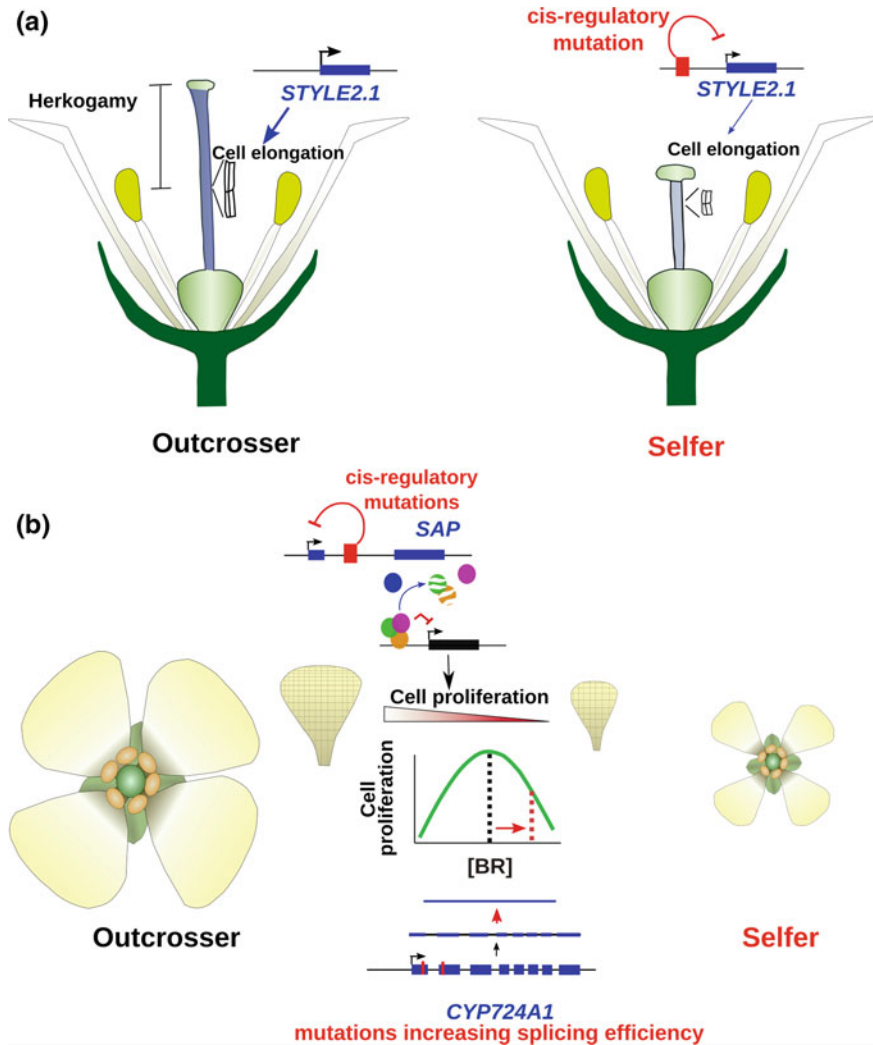 (a)
cis-regulatory
mutation
STYLE2.1
STYLE2.1
Herkogamy
Cell elongation
Cell elongation
Outcrosser
Selfer
cis-regulatory
mutations
(b)
SAP
Cell proliferation
Cell
proliferation
[BR]
Outcrosser
Selfer
CYP724A1
mutations increasing splicing efficiency